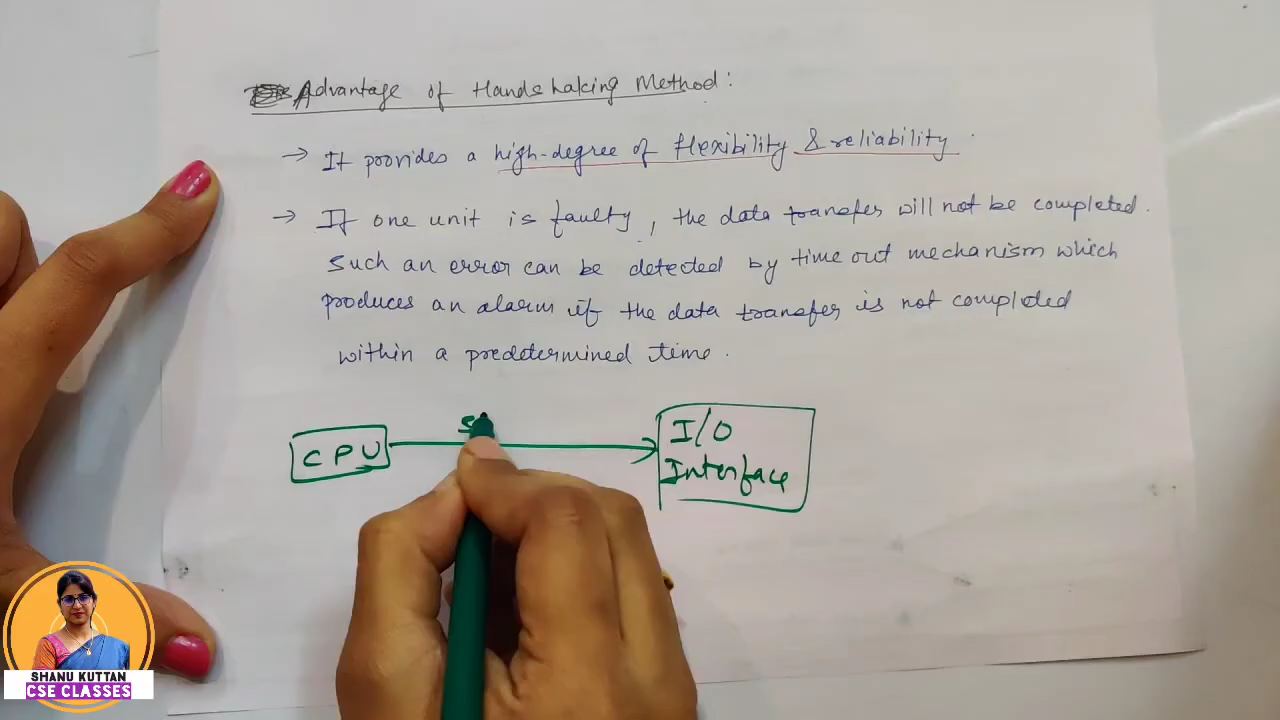 Advantage of Handshaking Method:
→ It provides a high-degree of flexibility & reliability.
→ If one unit is faulty, the data transfer will not be completed.
Such an error can be detected by time out mechanism which
produces an alarm if the data transfer is not completed
within a predetermined time.
CPU
I/O
Interface
SHANU KUTTAN
CSE CLASSES